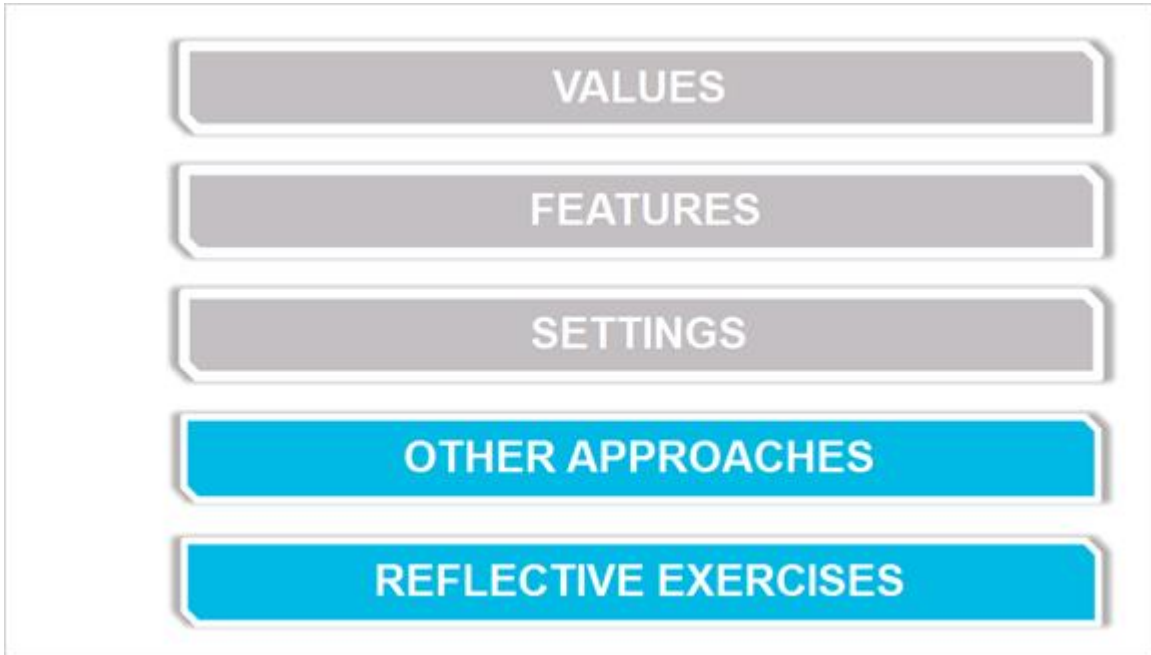 VALUES
FEATURES
SETTINGS
OTHER APPROACHES
REFLECTIVE EXERCISES